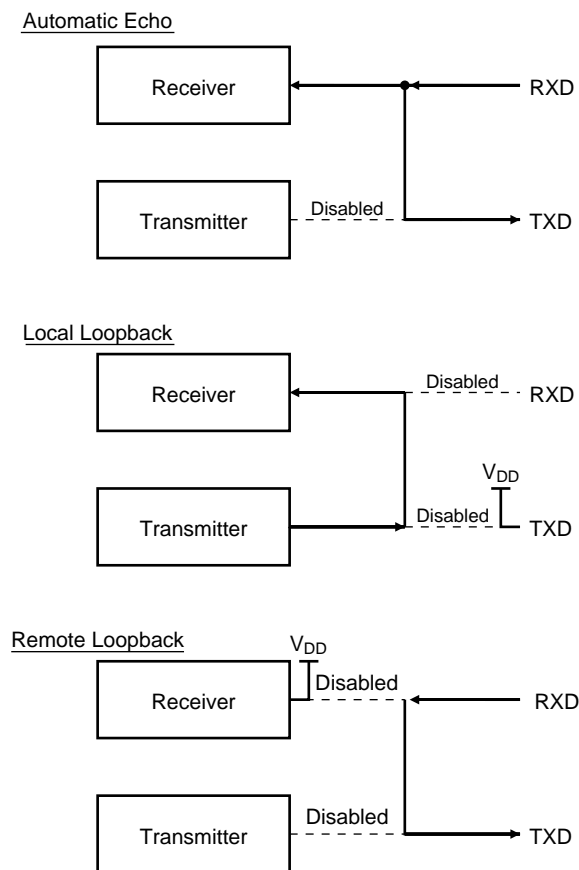 Automatic Echo
Receiver
RXD
Transmitter
Disabled
TXD
Local Loopback
Receiver
Disabled
RXD
VDD
Transmitter
Disabled
TXD
Remote Loopback
VDD
Receiver
Disabled
RXD
Transmitter
Disabled
TXD